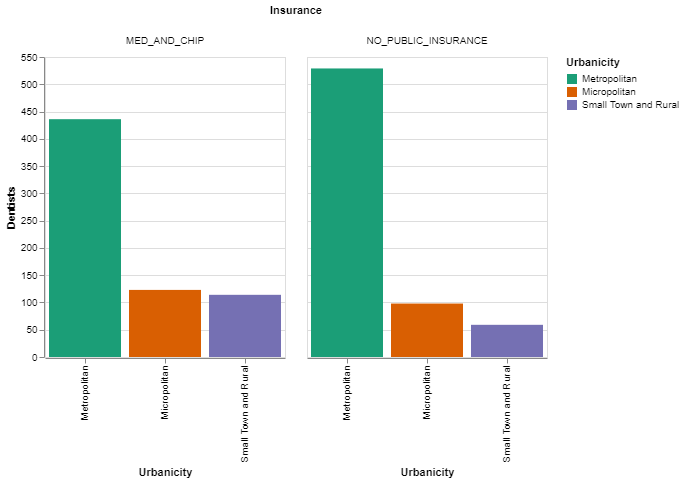 Insurance
MED_AND_CHIP
NO_PUBLIC_INSURANCE
Urbanicity
Metropolitan
Micropolitan
Small Town and Rural
Dentists
550
500
450
400
350
300
250
200
150
100
50
0
Metropolitan
Micropolitan
Small Town and Rural
Urbanicity
Metropolitan
Micropolitan
Small Town and Rural
Urbanicity